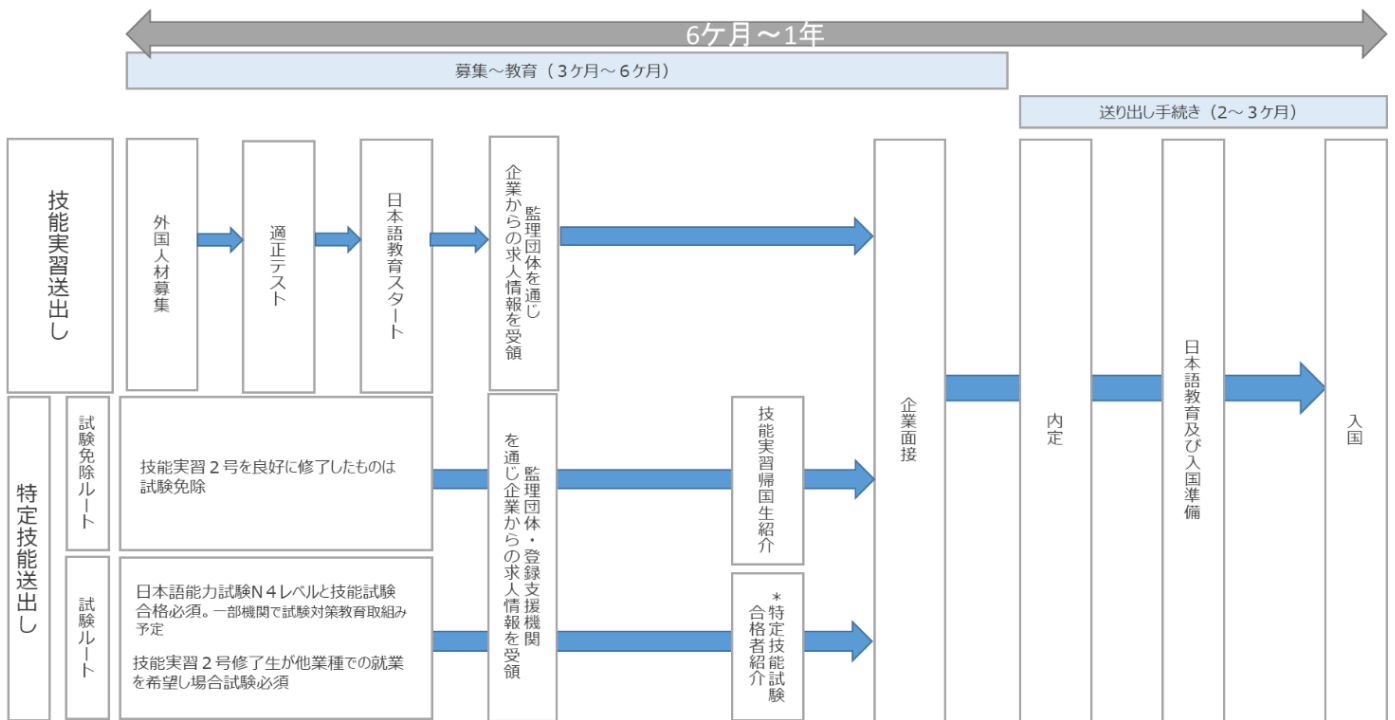 6ケ月～1年
募集～教育（３ケ月～６ケ月）
送り出し手続き（２～３ケ月）
技能実習送出し
外国人材募集
適正テスト
日本語教育スタート
監理団体を通じ
企業からの求人情報を受領
企業面接
内定
日本語教育及び入国準備
入国
特定技能送出し
試験免除ルート
技能実習２号を良好に修了したものは
試験免除
監理団体・登録支援機関
を通じ企業からの求人情報を受領
技能実習帰国生紹介
試験ルート
日本語能力試験N４レベルと技能試験
合格必須。一部機関で試験対策教育取組み
予定
技能実習２号修了生が他業種での就業
を希望し場合試験必須
*特定技能試験
合格者紹介